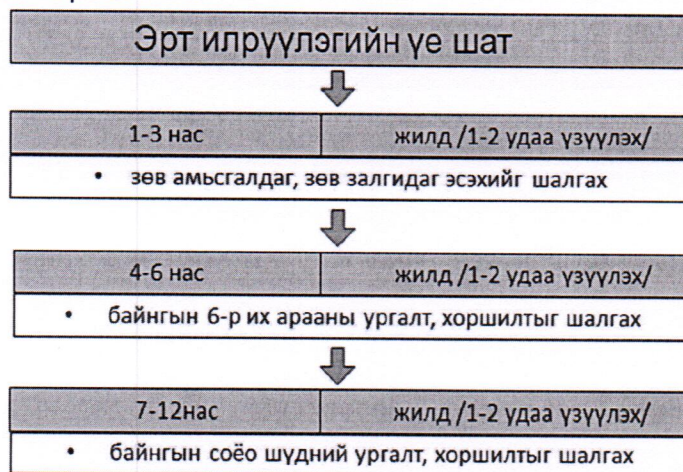 Эрт илрүүлэгийн үе шат
1-3 нас жилд /1-2 удаа үзүүлэх/
• зөв амьсгалдаг, зөв залгидаг эсэхийг шалгах
4-6 нас жилд /1-2 удаа үзүүлэх/
• байнгын 6-р их арааны ургалт, хоршилтыг шалгах
7-12нас жилд /1-2 удаа үзүүлэх/
• байнгын соёо шүдний ургалт, хоршилтыг шалгах